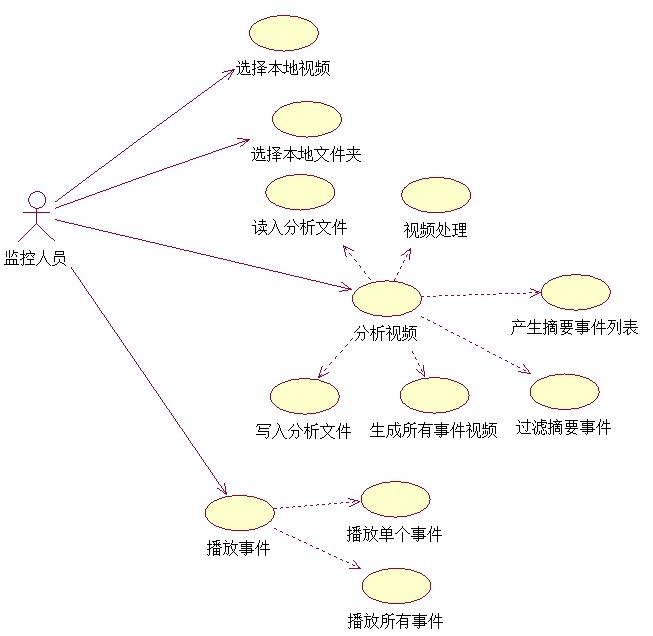 选择本地视频
选择本地文件夹
读入分析文件
视频处理
监控人员
产生摘要事件列表
分析视频
写入分析文件
生成所有事件视频
过滤摘要事件
播放单个事件
播放事件
播放所有事件